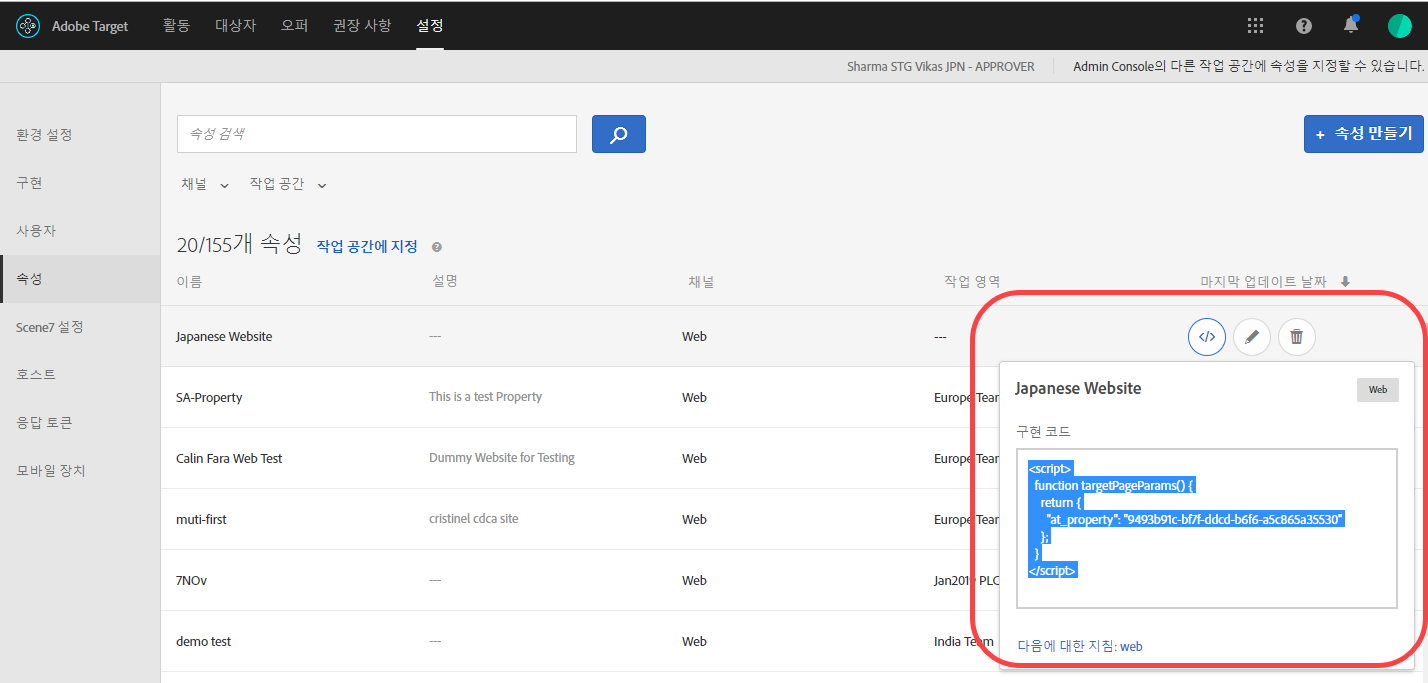 Adobe Target 활동 대상자 오퍼 권장 사항 설정
Sharma STG Vikas JPN - APPROVER Admin Console의 다른 작업 공간에 속성을 지정할 수 있습니다.
환경 설정
구현
사용자
속성
Scene7 설정
호스트
응답 토큰
모바일 장치
속성 검색
+ 속성 만들기
채널 작업 공간
20/155개 속성 작업 공간에 지정 ?
이름 설명 채널 작업 영역 마지막 업데이트 날짜
Japanese Website --- Web --- </>
SA-Property This is a test Property Web Europe Team
Calin Fara Web Test Dummy Website for Testing Web Europe Team
muti-first cristinel cdca site Web Europe Team
7NOv --- Web Jan2019 PLC
demo test --- Web India Team
Japanese Website Web
구현 코드
<script>
function targetPageParams() {
return {
"at_property": "9493b91c-bf7f-ddcd-b6f6-a5c865a35530"
};
}
</script>
다음에 대한 지침: web